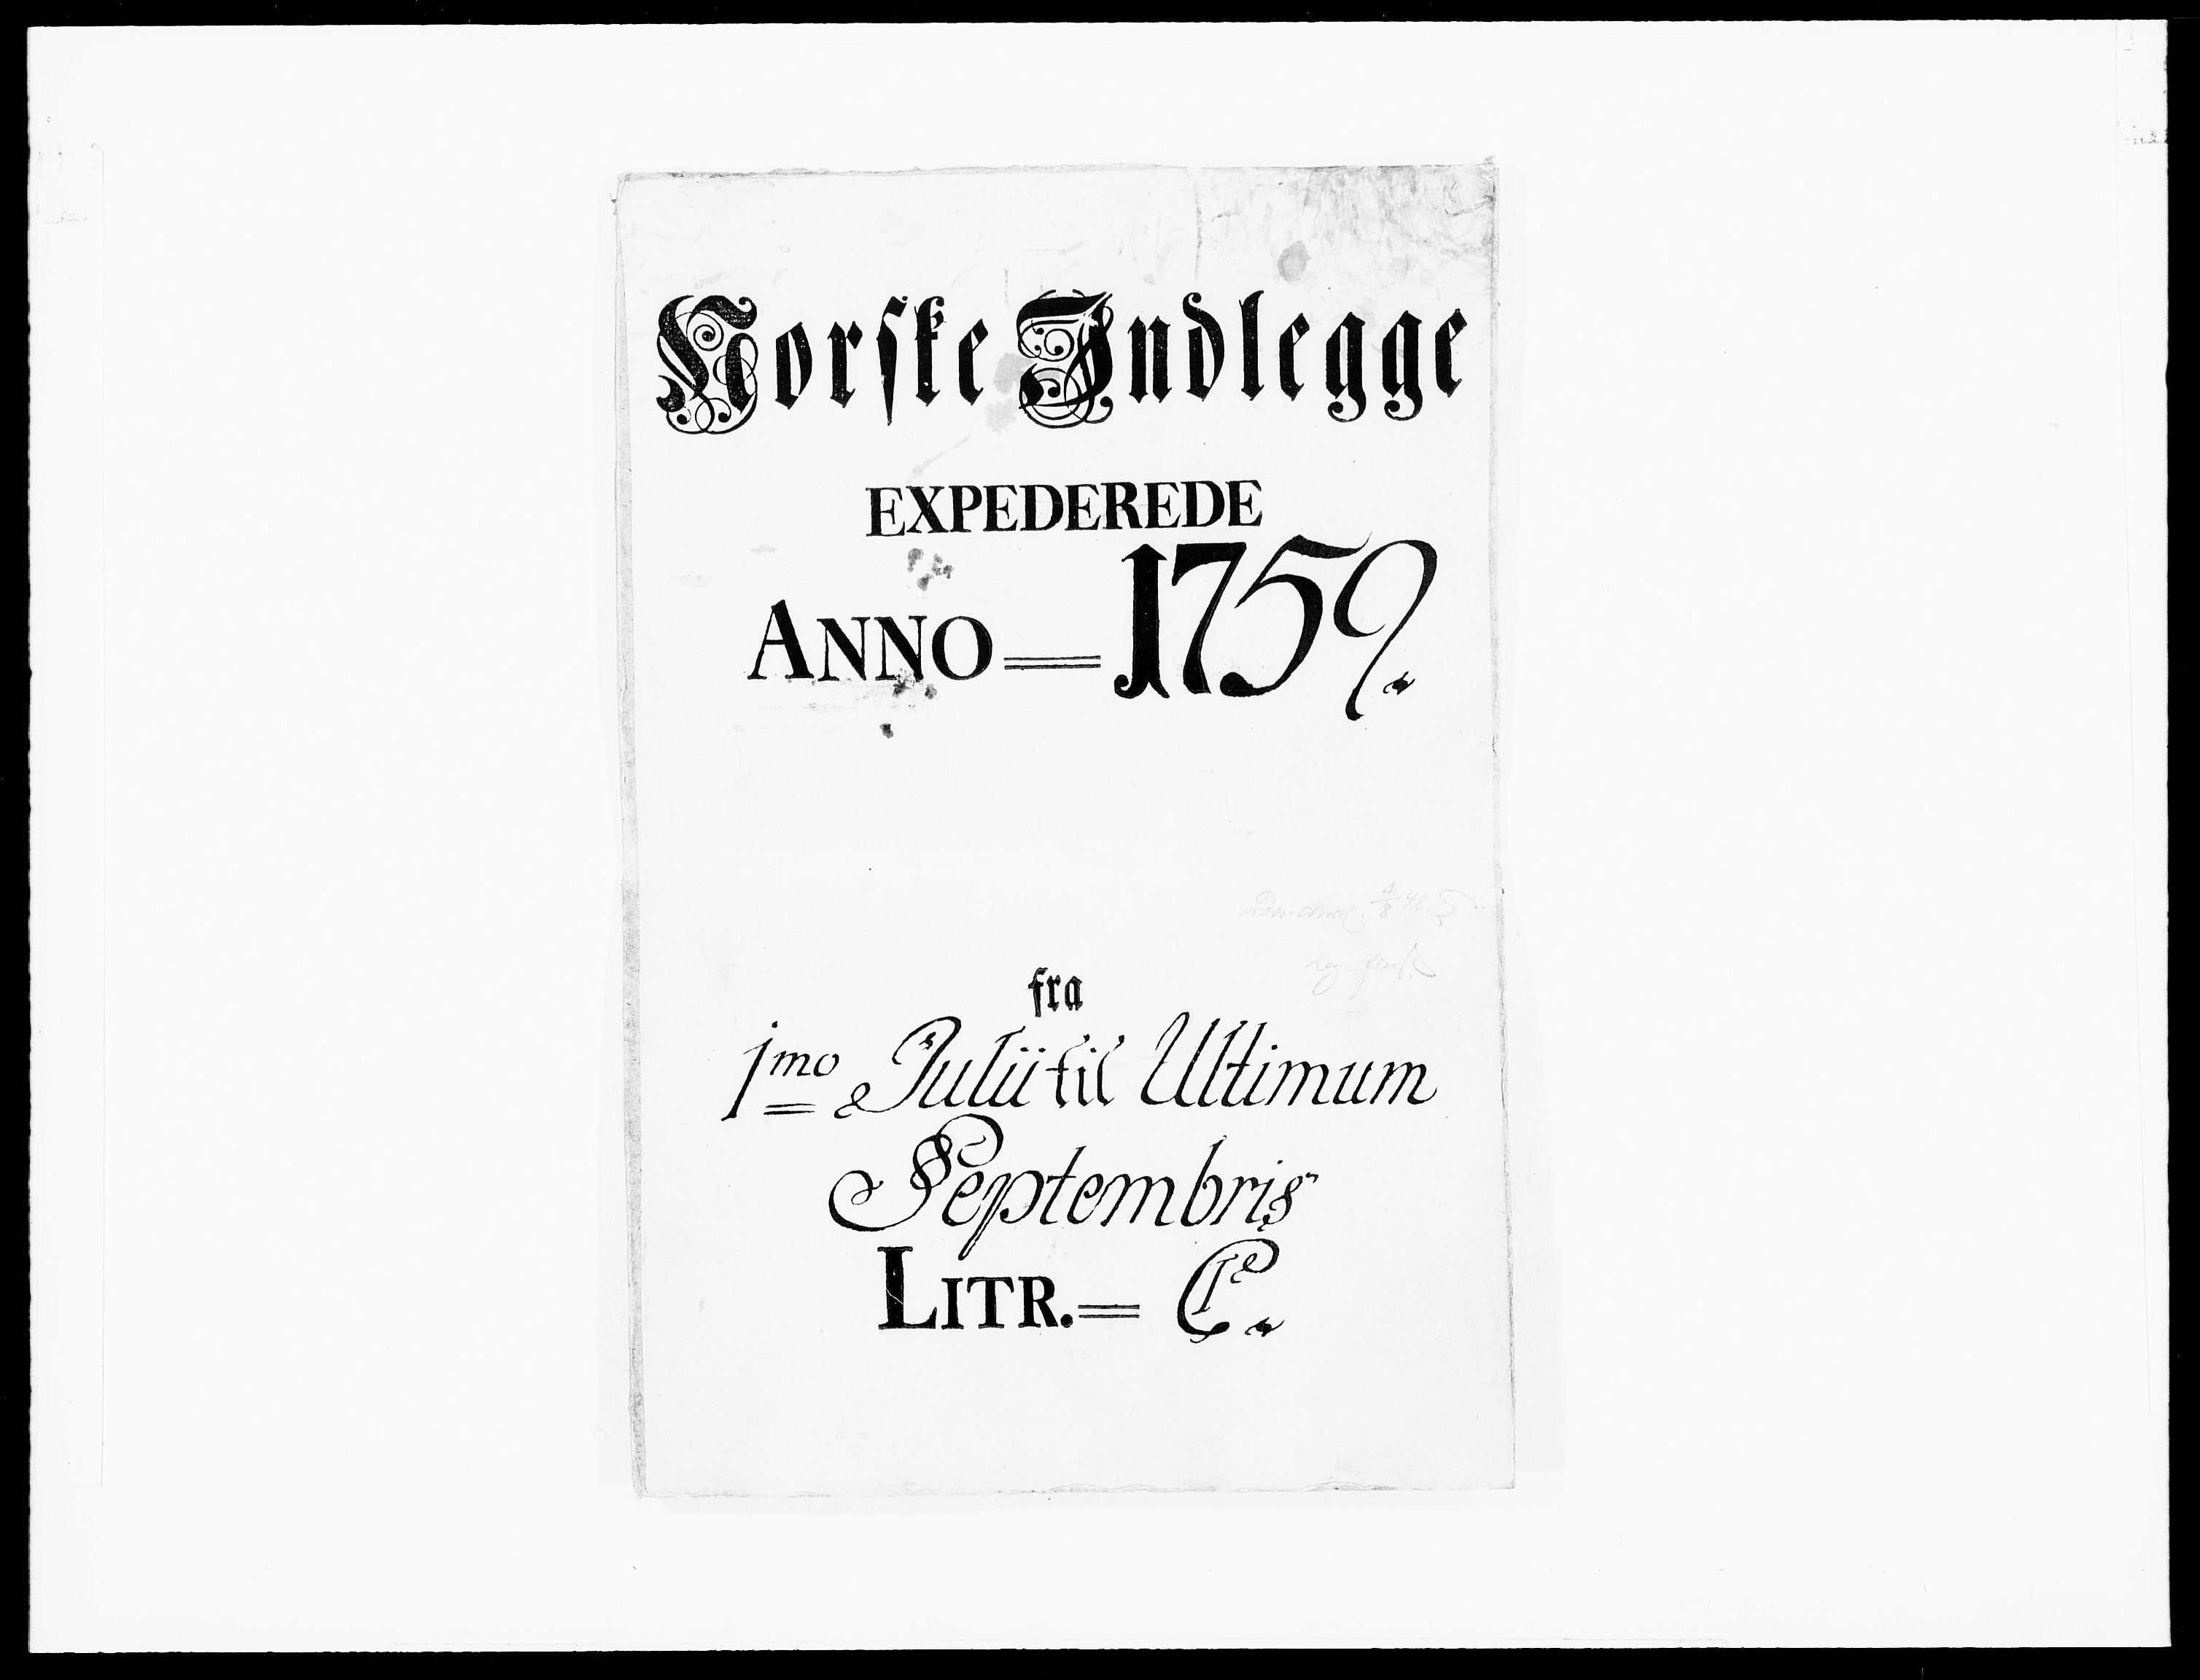 Norske Indlegge
EXPEDEREDE
ANNO = 1759.
fra
1mo Julii til Ultimum
Septembris
LITR. = C.